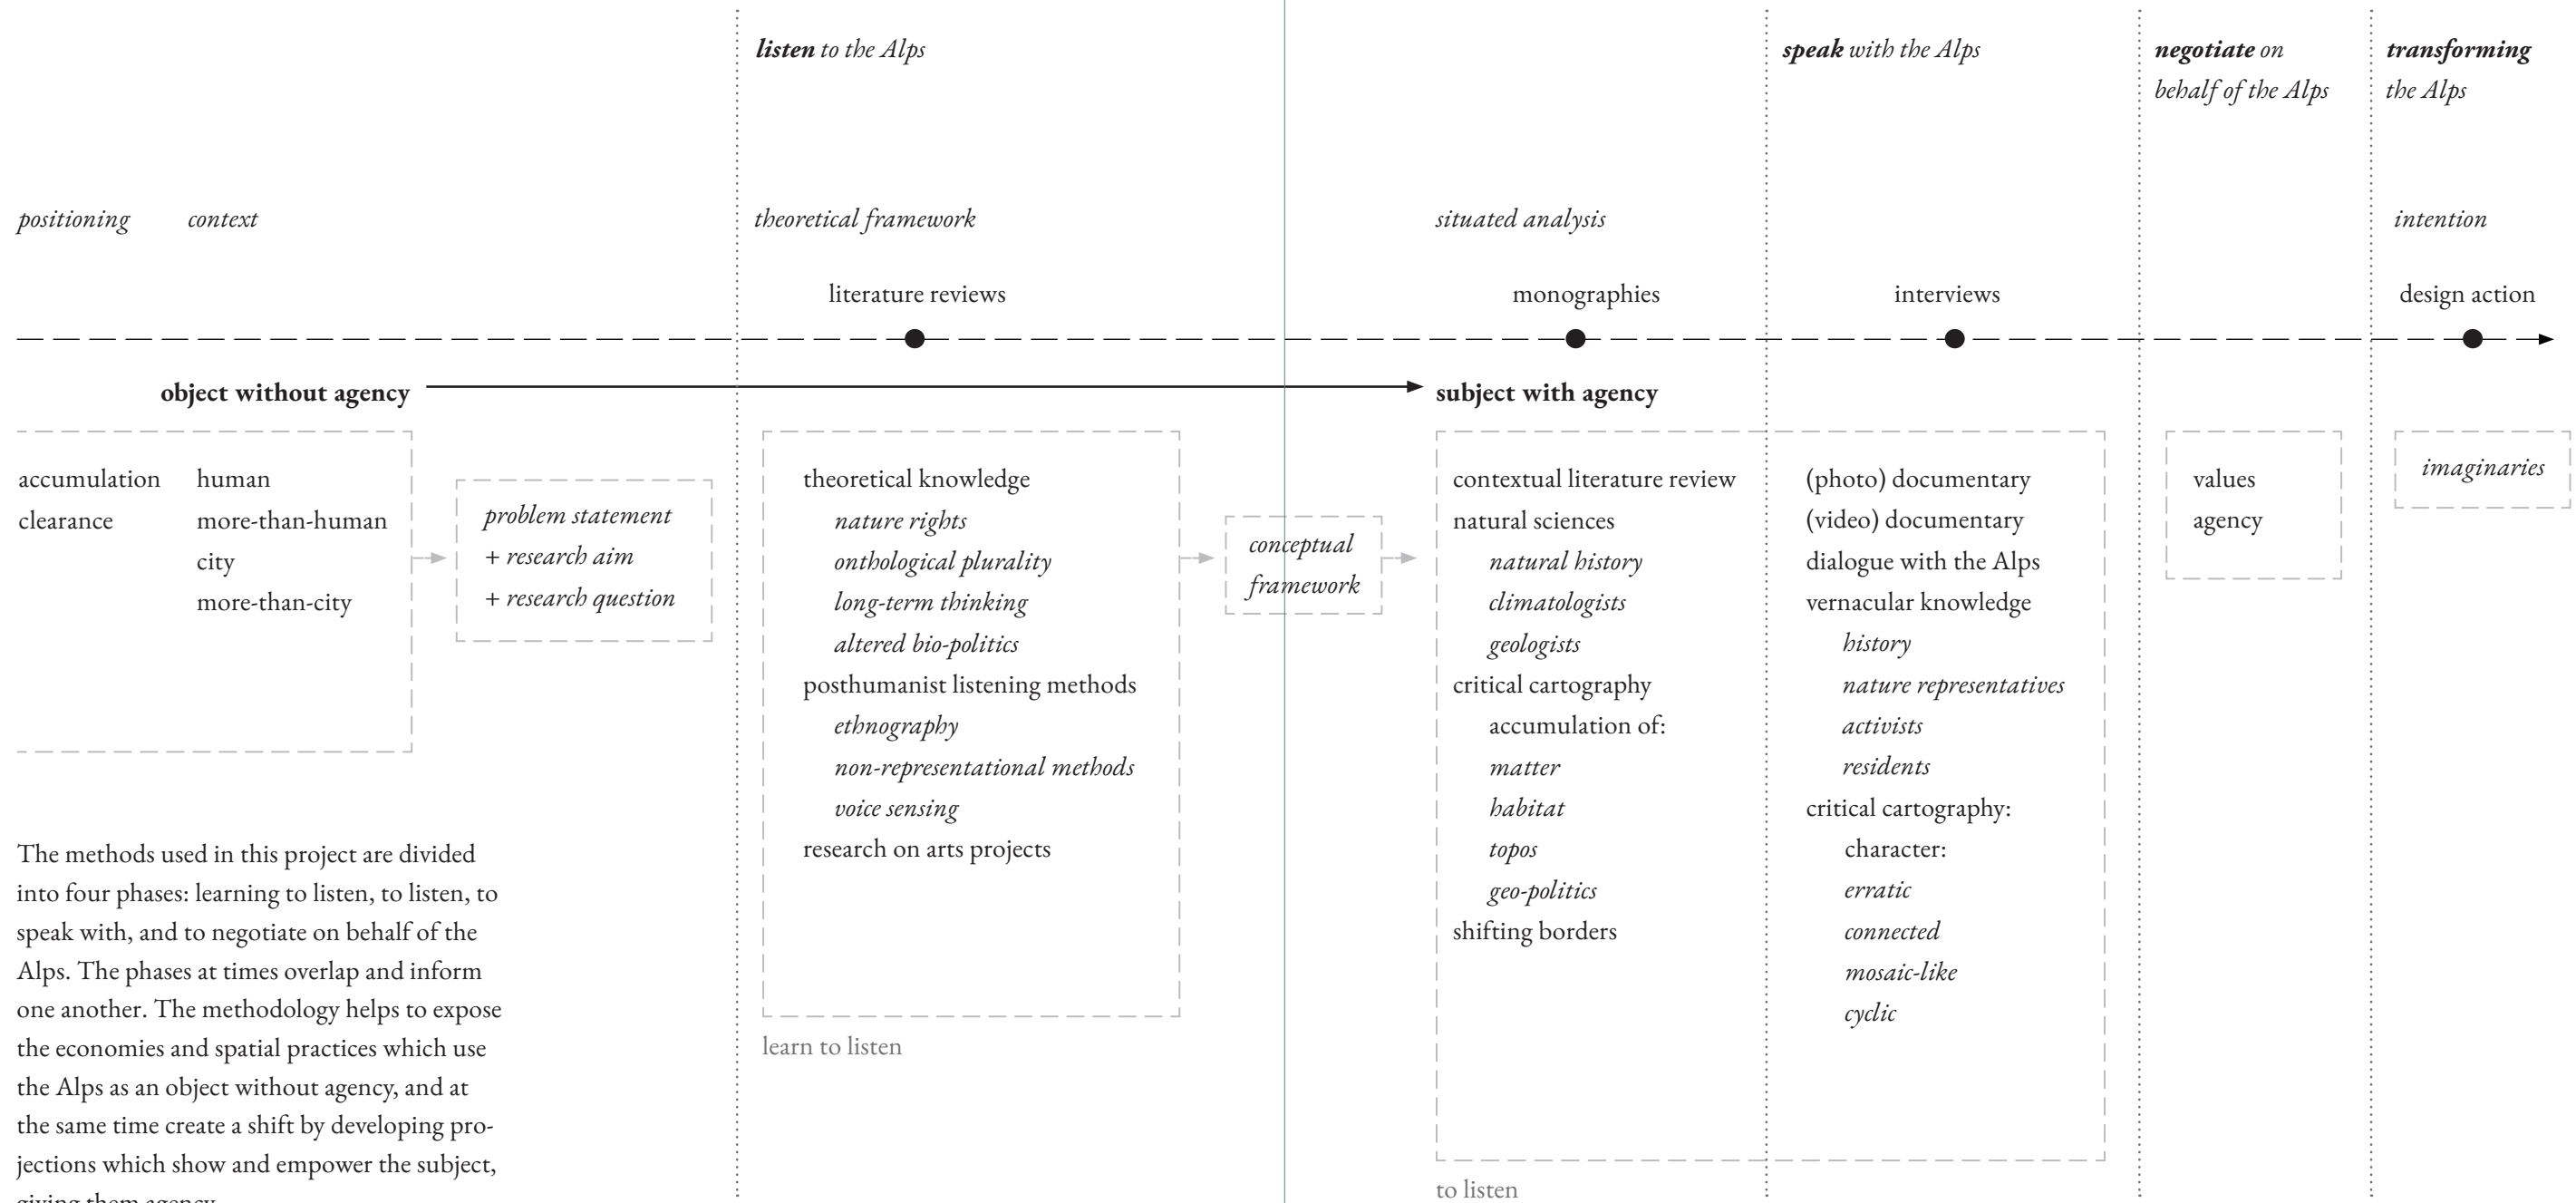 listen to the Alps
speak with the Alps
negotiate on
behalf of the Alps
transforming
the Alps
positioning
context
theoretical framework
situated analysis
intention
literature reviews
monographies
interviews
design action
object without agency
subject with agency
accumulation
clearance
human
more-than-human
city
more-than-city
problem statement
+ research aim
+ research question
theoretical knowledge
nature rights
onthological plurality
long-term thinking
altered bio-politics
posthumanist listening methods
ethnography
non-representational methods
voice sensing
research on arts projects
learn to listen
conceptual
framework
contextual literature review
natural sciences
natural history
climatologists
geologists
critical cartography
accumulation of:
matter
habitat
topos
geo-politics
shifting borders
to listen
(photo) documentary
(video) documentary
dialogue with the Alps
vernacular knowledge
history
nature representatives
activists
residents
critical cartography:
character:
erratic
connected
mosaic-like
cyclic
values
agency
imaginaries
The methods used in this project are divided
into four phases: learning to listen, to listen, to
speak with, and to negotiate on behalf of the
Alps. The phases at times overlap and inform
one another. The methodology helps to expose
the economies and spatial practices which use
the Alps as an object without agency, and at
the same time create a shift by developing pro-
jections which show and empower the subject,
giving them agency.